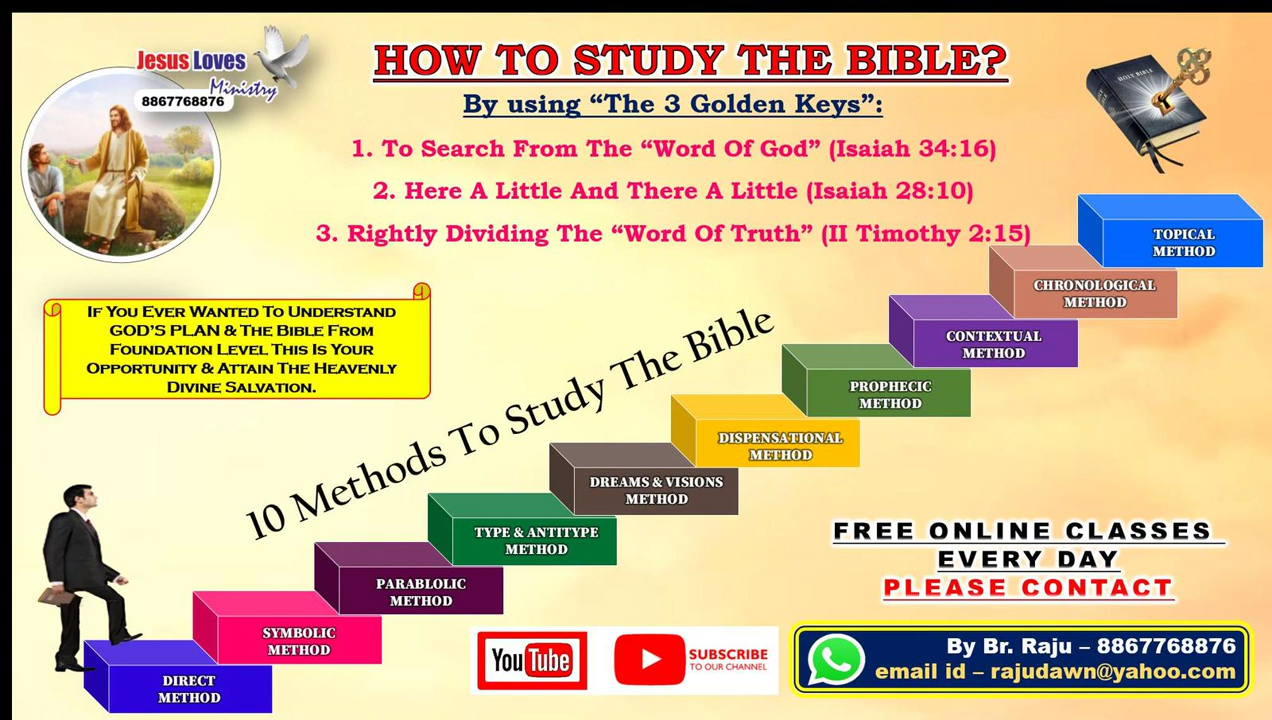 Jesus Loves
Ministry
8867768876
HOW TO STUDY THE BIBLE?
By using “The 3 Golden Keys”:
1. To Search From The “Word Of God” (Isaiah 34:16)
2. Here A Little And There A Little (Isaiah 28:10)
3. Rightly Dividing The “Word Of Truth” (II Timothy 2:15)
HOLY BIBLE
IF YOU EVER WANTED TO UNDERSTAND
GOD'S PLAN & THE BIBLE FROM
FOUNDATION LEVEL THIS IS YOUR
OPPORTUNITY & ATTAIN THE HEAVENLY
DIVINE SALVATION.
10 Methods To Study The Bible
TOPICAL
METHOD
CHRONOLOGICAL
METHOD
CONTEXTUAL
METHOD
PROPHECIC
METHOD
DISPENSATIONAL
METHOD
DREAMS & VISIONS
METHOD
TYPE & ANTITYPE
METHOD
PARABLOLIC
METHOD
SYMBOLIC
METHOD
DIRECT
METHOD
FREE ONLINE CLASSES
EVERY DAY
PLEASE CONTACT
YouTube
SUBSCRIBE
TO OUR CHANNEL
By Br. Raju – 8867768876
email id – rajudawn@yahoo.com